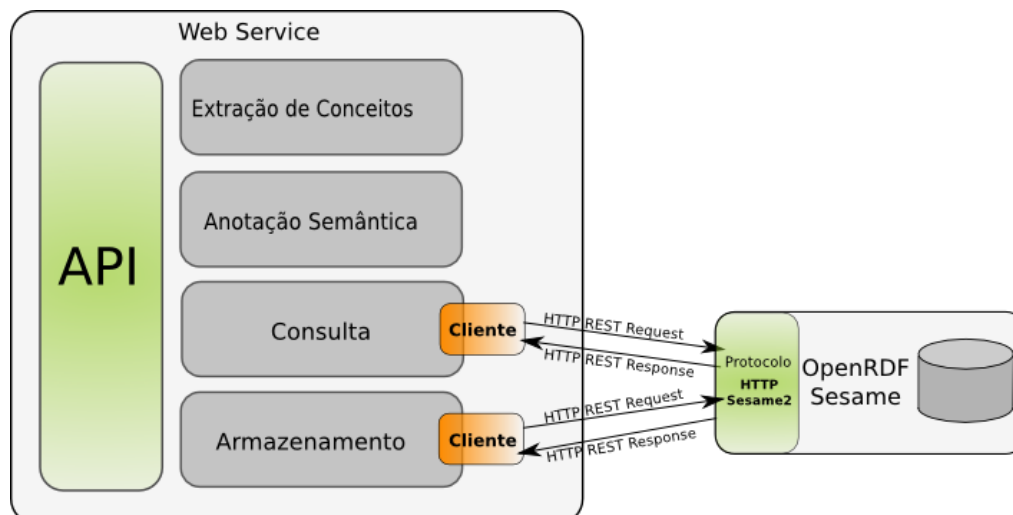 Web Service
API
Extração de Conceitos
Anotação Semântica
Consulta
Cliente
HTTP REST Request
HTTP REST Response
Armazenamento
Cliente
HTTP REST Request
HTTP REST Response
Protocolo
HTTP
Sesame2
OpenRDF
Sesame